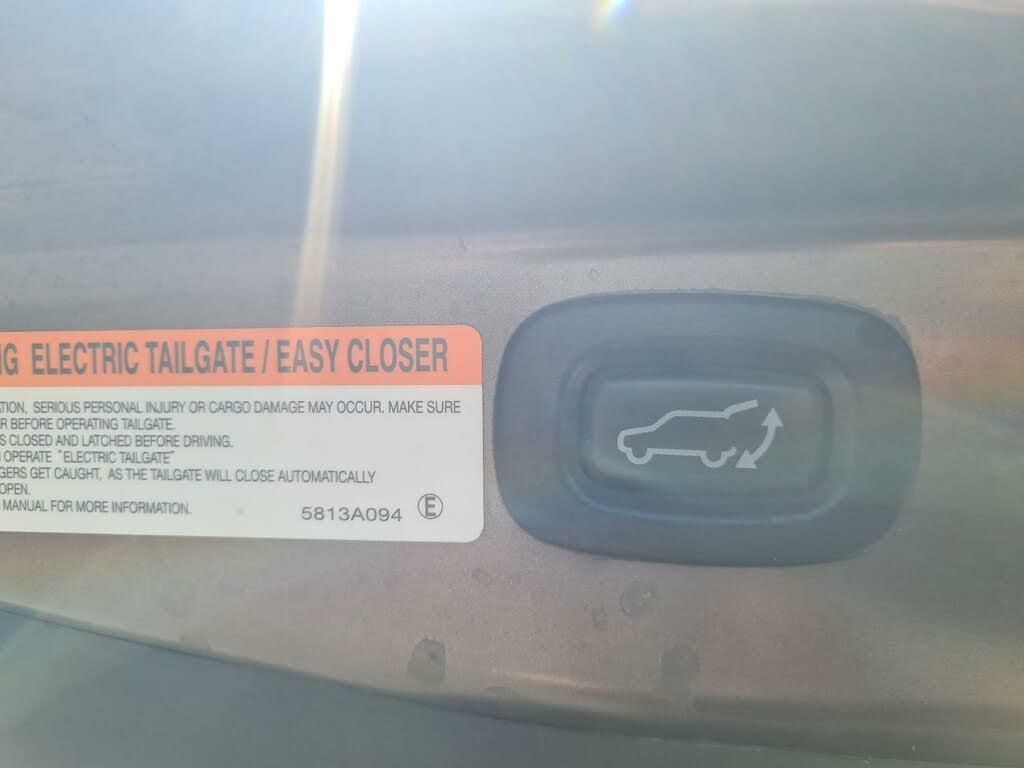 NG ELECTRIC TAILGATE / EASY CLOSER
TION, SERIOUS PERSONAL INJURY OR CARGO DAMAGE MAY OCCUR. MAKE SURE
R BEFORE OPERATING TAILGATE.
S CLOSED AND LATCHED BEFORE DRIVING.
OPERATE "ELECTRIC TAILGATE"
GERS GET CAUGHT, AS THE TAILGATE WILL CLOSE AUTOMATICALLY
OPEN.
MANUAL FOR MORE INFORMATION.
5813A094 Ⓔ